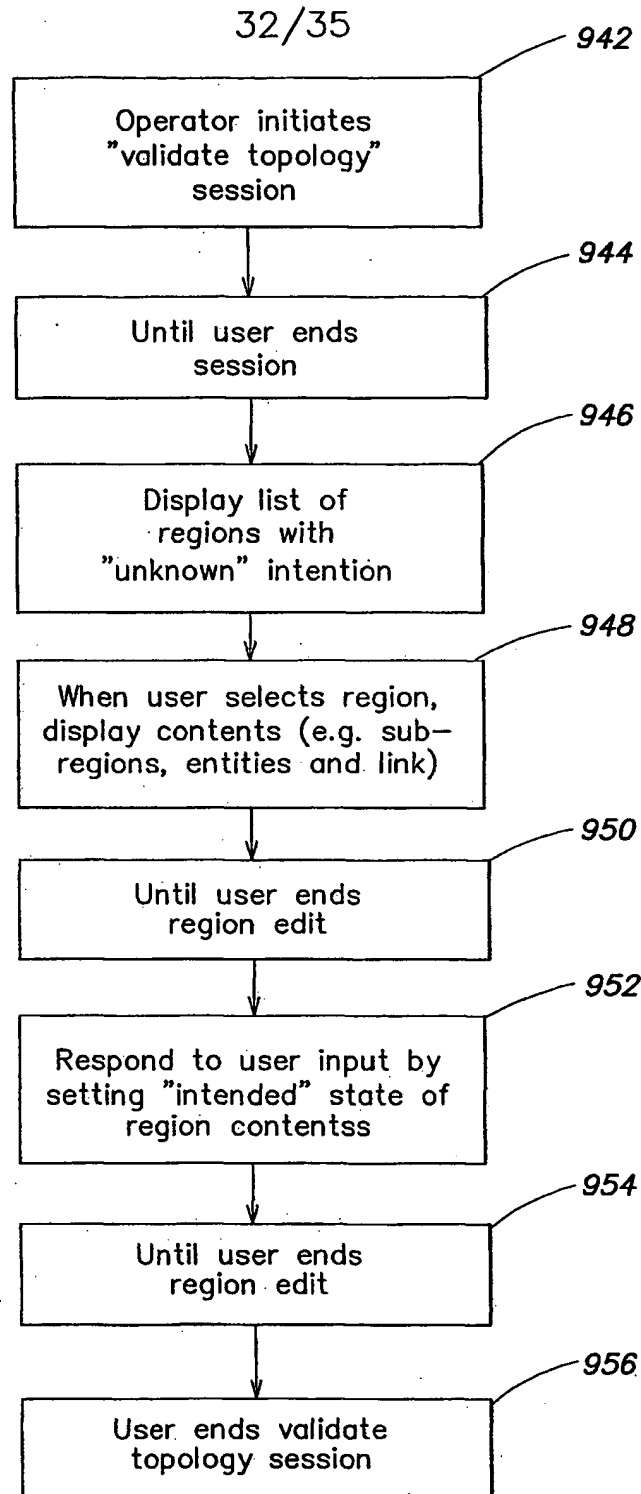 32/35
942
Operator initiates
"validate topology"
session
944
Until user ends
session
946
Display list of
regions with
"unknown" intention
948
When user selects region,
display contents (e.g. sub-
regions, entities and link)
950
Until user ends
region edit
952
Respond to user input by
setting "intended" state of
region contentss
954
Until user ends
region edit
956
User ends validate
topology session